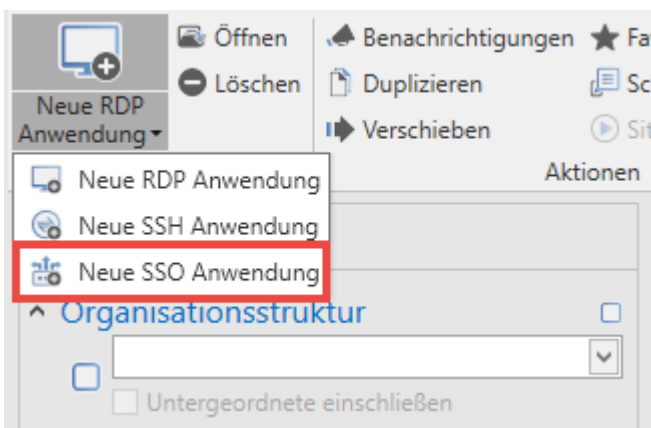 Neue RDP
Anwendung
Öffnen
Löschen
Benachrichtigungen
Duplizieren
Verschieben
Aktionen
Neue RDP Anwendung
Neue SSH Anwendung
Neue SSO Anwendung
Organisationsstruktur
Untergeordnete einschließen